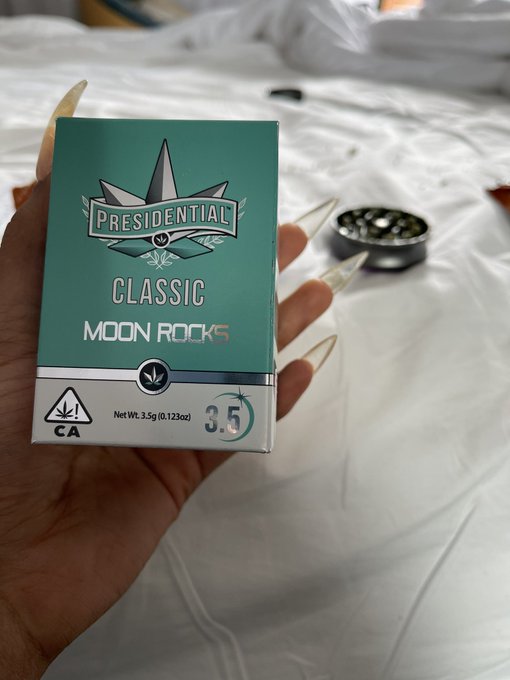 PRESIDENTIAL
CLASSIC
MOON ROCKS
Net Wt. 3.5g (0.123oz)
3.5
!
CA